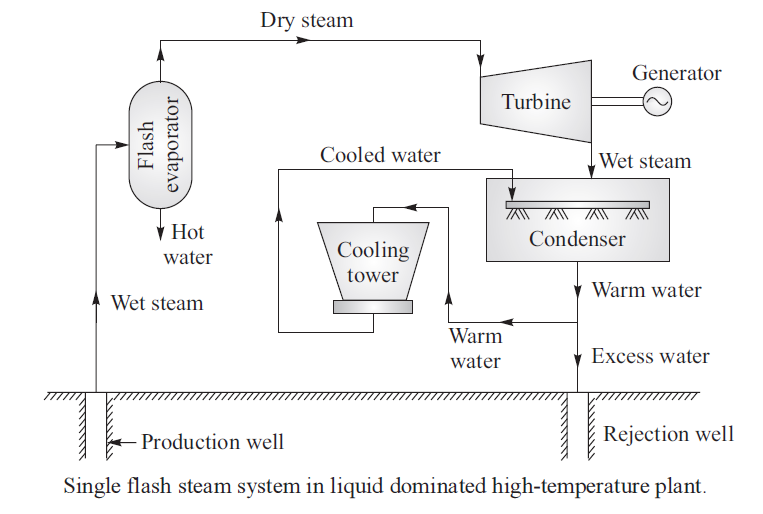 Dry steam
Generator
Flash
evaporator
Turbine
Cooled water
Wet steam
Hot
water
Cooling
tower
Condenser
Wet steam
Warm water
Warm
water
Excess water
Production well
Rejection well
Single flash steam system in liquid dominated high-temperature plant.